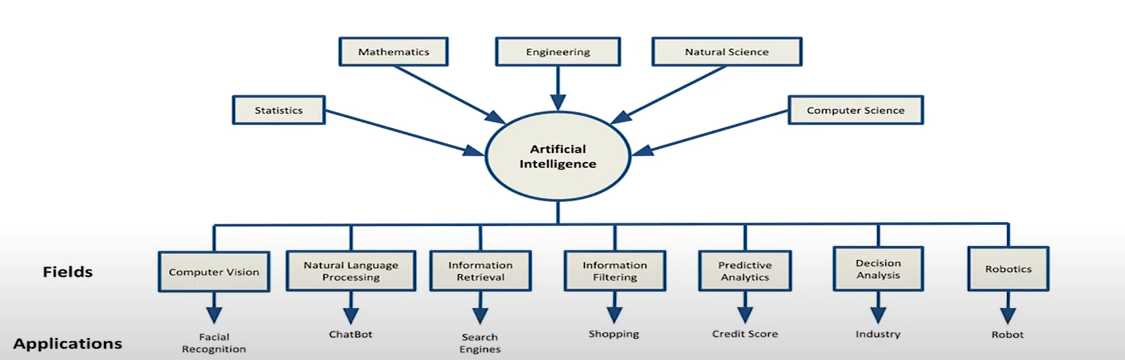 Mathematics
Engineering
Natural Science
Statistics
Computer Science
Artificial
Intelligence
Fields
Computer Vision
Natural Language
Processing
Information
Retrieval
Information
Filtering
Predictive
Analytics
Decision
Analysis
Robotics
Applications
Facial
Recognition
ChatBot
Search
Engines
Shopping
Credit Score
Industry
Robot